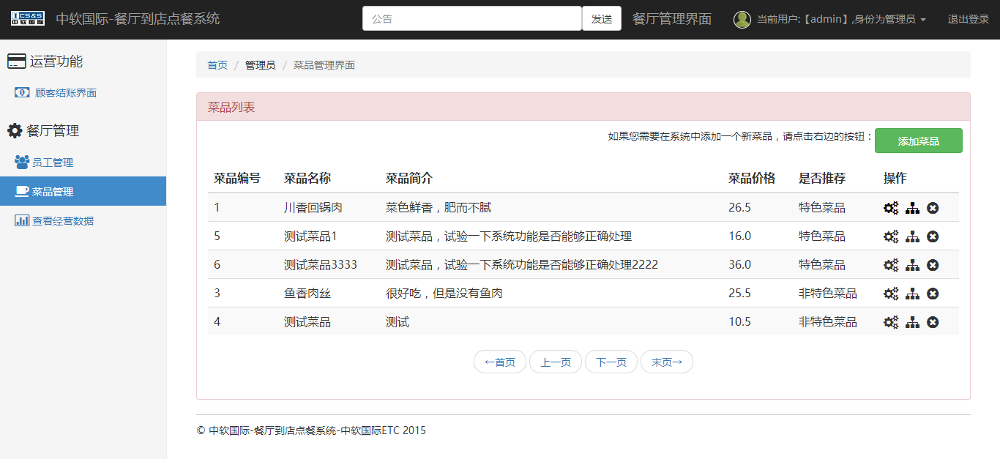 CS&S 中软国际 中软国际-餐厅到店点餐系统 公告 发送 餐厅管理界面 当前用户:【admin】,身份为管理员 退出登录
运营功能
顾客结账界面
餐厅管理
员工管理
菜品管理
查看经营数据
首页 / 管理员 / 菜品管理界面
菜品列表
如果您需要在系统中添加一个新菜品，请点击右边的按钮： 添加菜品
菜品编号 菜品名称 菜品简介 菜品价格 是否推荐 操作
1 川香回锅肉 菜色鲜香，肥而不腻 26.5 特色菜品
5 测试菜品1 测试菜品，试验一下系统功能是否能够正确处理 16.0 特色菜品
6 测试菜品3333 测试菜品，试验一下系统功能是否能够正确处理2222 36.0 特色菜品
3 鱼香肉丝 很好吃，但是没有鱼肉 25.5 非特色菜品
4 测试菜品 测试 10.5 非特色菜品
←首页 上一页 下一页 末页→
© 中软国际-餐厅到店点餐系统-中软国际ETC 2015